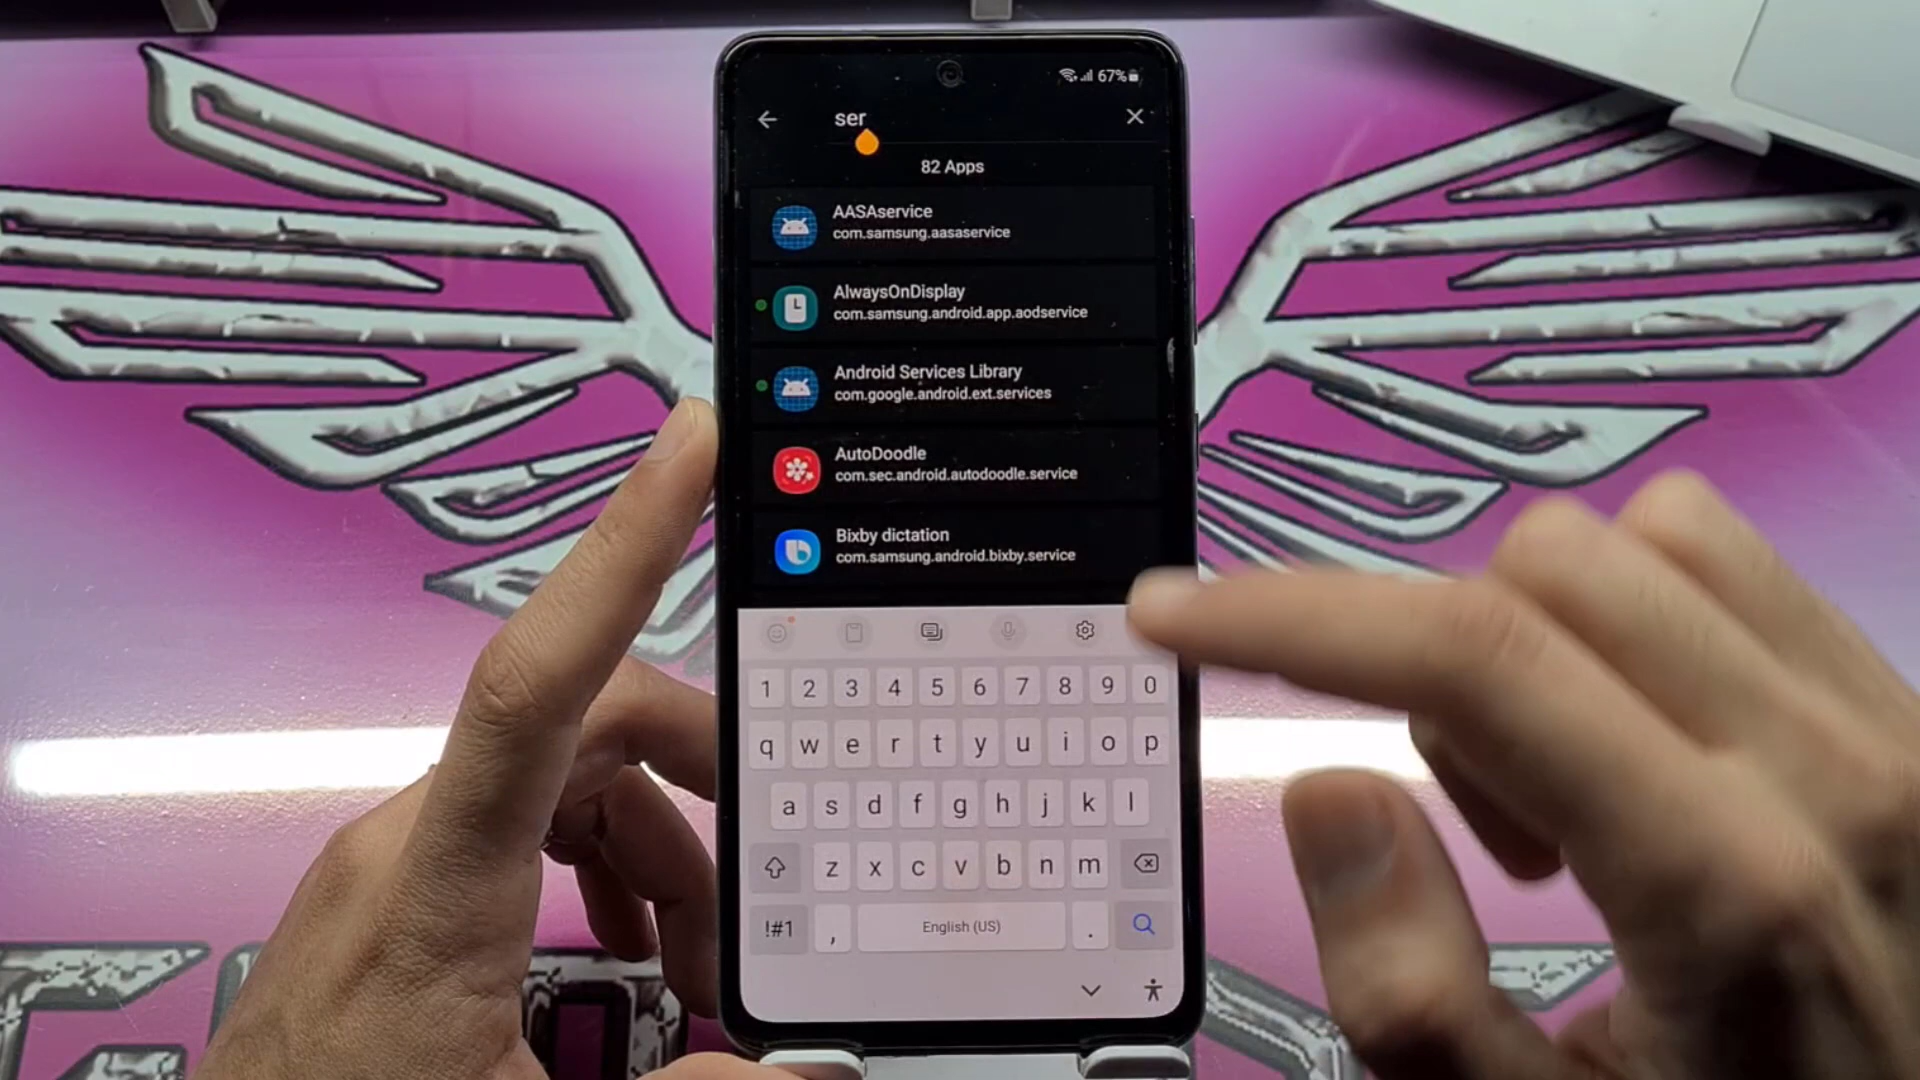 67%
ser
82 Apps
AASAservice
com.samsung.aasaservice
AlwaysOnDisplay
com.samsung.android.app.aodservice
Android Services Library
com.google.android.ext.services
AutoDoodle
com.sec.android.autodoodle.service
Bixby dictation
com.samsung.android.bixby.service
1 2 3 4 5 6 7 8 9 0
q w e r t y u i o p
a s d f g h j k l
z x c v b n m
!#1 , English (US) .